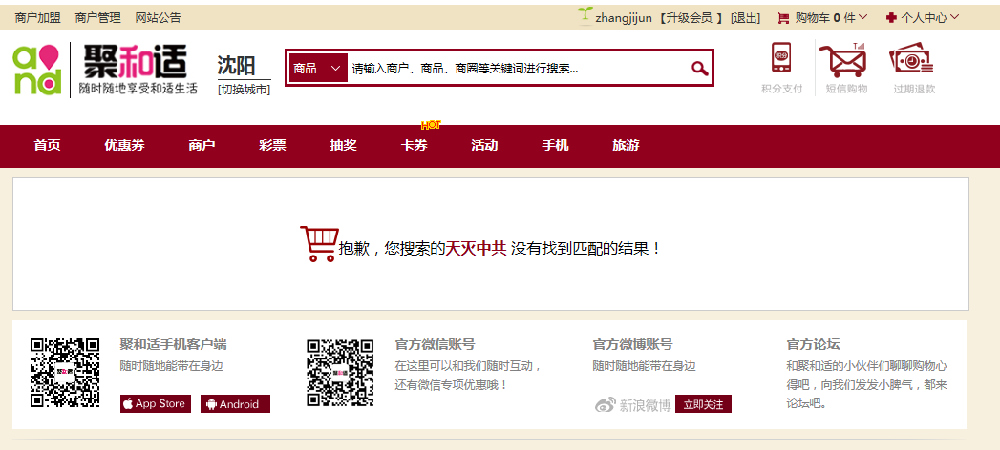 商户加盟 商户管理 网站公告 zhangjijun 【升级会员 】 [退出] 购物车 0 件 个人中心
and 聚和适 随时随地享受和适生活
沈阳
[切换城市]
商品 请输入商户、商品、商圈等关键词进行搜索...
积分
积分支付 短信购物 过期退款
HOT
首页 优惠券 商户 彩票 抽奖 卡券 活动 手机 旅游
抱歉，您搜索的天灭中共 没有找到匹配的结果！
聚和适手机客户端
随时随地能带在身边
App Store Android
官方微信账号
在这里可以和我们随时互动，
还有微信专项优惠哦！
官方微博账号
随时随地能带在身边
新浪微博 立即关注
官方论坛
和聚和适的小伙伴们聊聊购物心
得吧，向我们发发小脾气，都来
论坛吧。